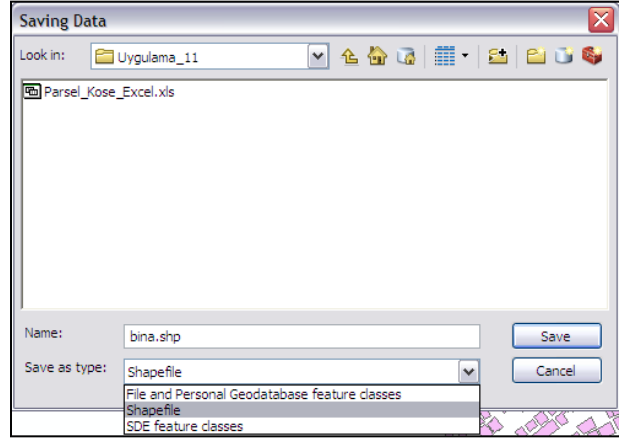 Saving Data
Look in: Uygulama_11
Parsel_Kose_Excel.xls
Name: bina.shp Save
Save as type: Shapefile Cancel
File and Personal Geodatabase feature classes
Shapefile
SDE feature classes